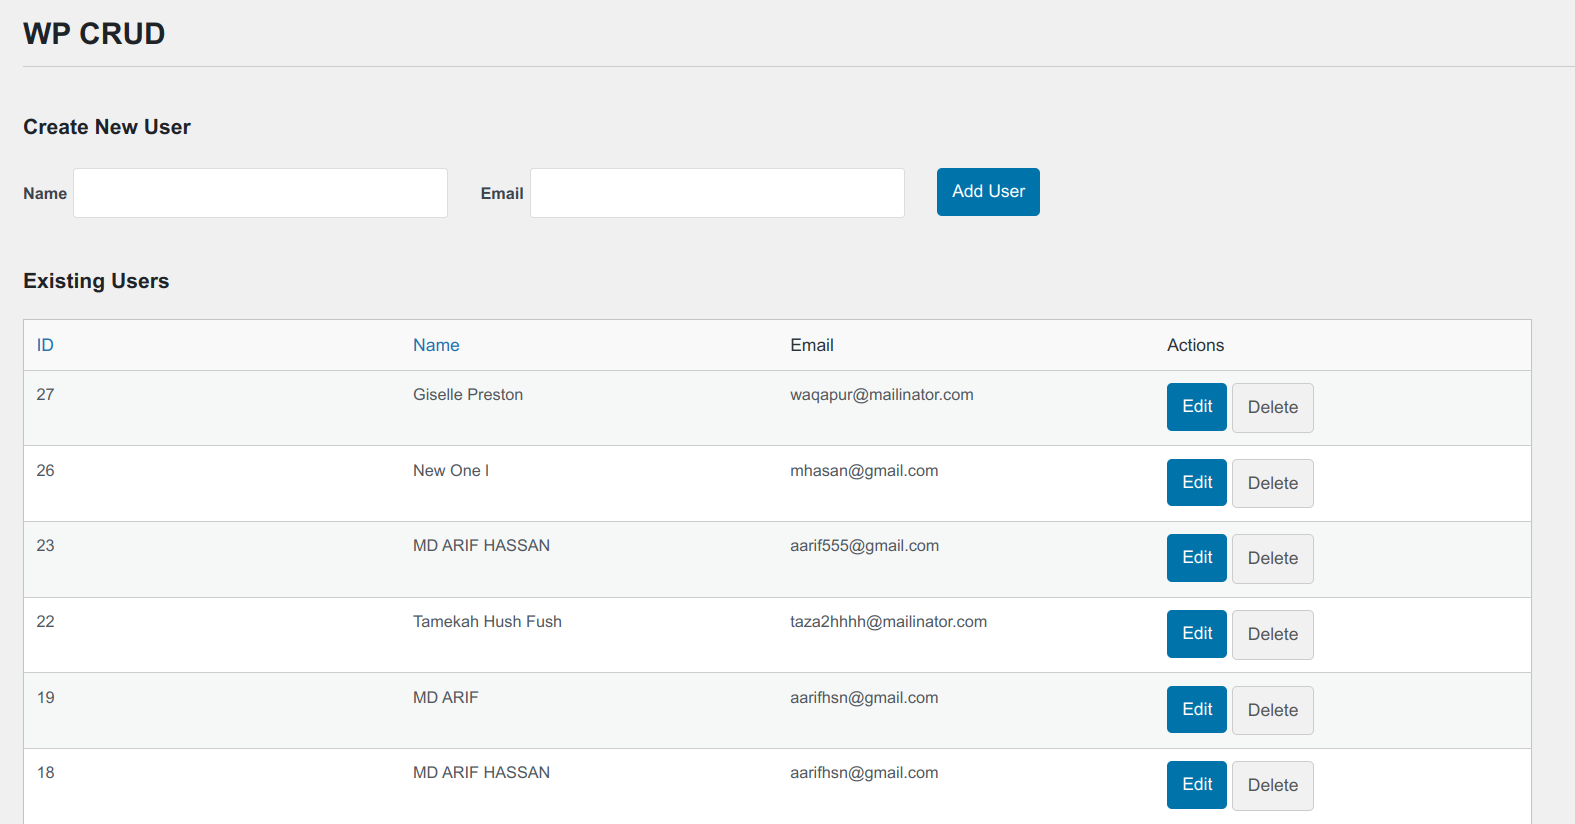 WP CRUD
Create New User
Name Email Add User
Existing Users
ID Name Email Actions
27 Giselle Preston waqapur@mailinator.com Edit Delete
26 New One l mhasan@gmail.com Edit Delete
23 MD ARIF HASSAN aarif555@gmail.com Edit Delete
22 Tamekah Hush Fush taza2hhhh@mailinator.com Edit Delete
19 MD ARIF aarifhsn@gmail.com Edit Delete
18 MD ARIF HASSAN aarifhsn@gmail.com Edit Delete